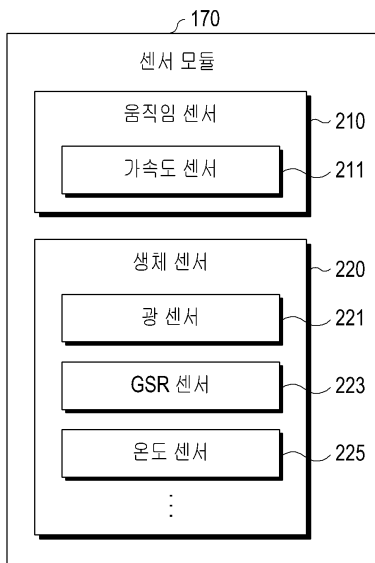 170
센서 모듈
움직임 센서
210
가속도 센서
211
생체 센서
220
광 센서
221
GSR 센서
223
온도 센서
225
⋮